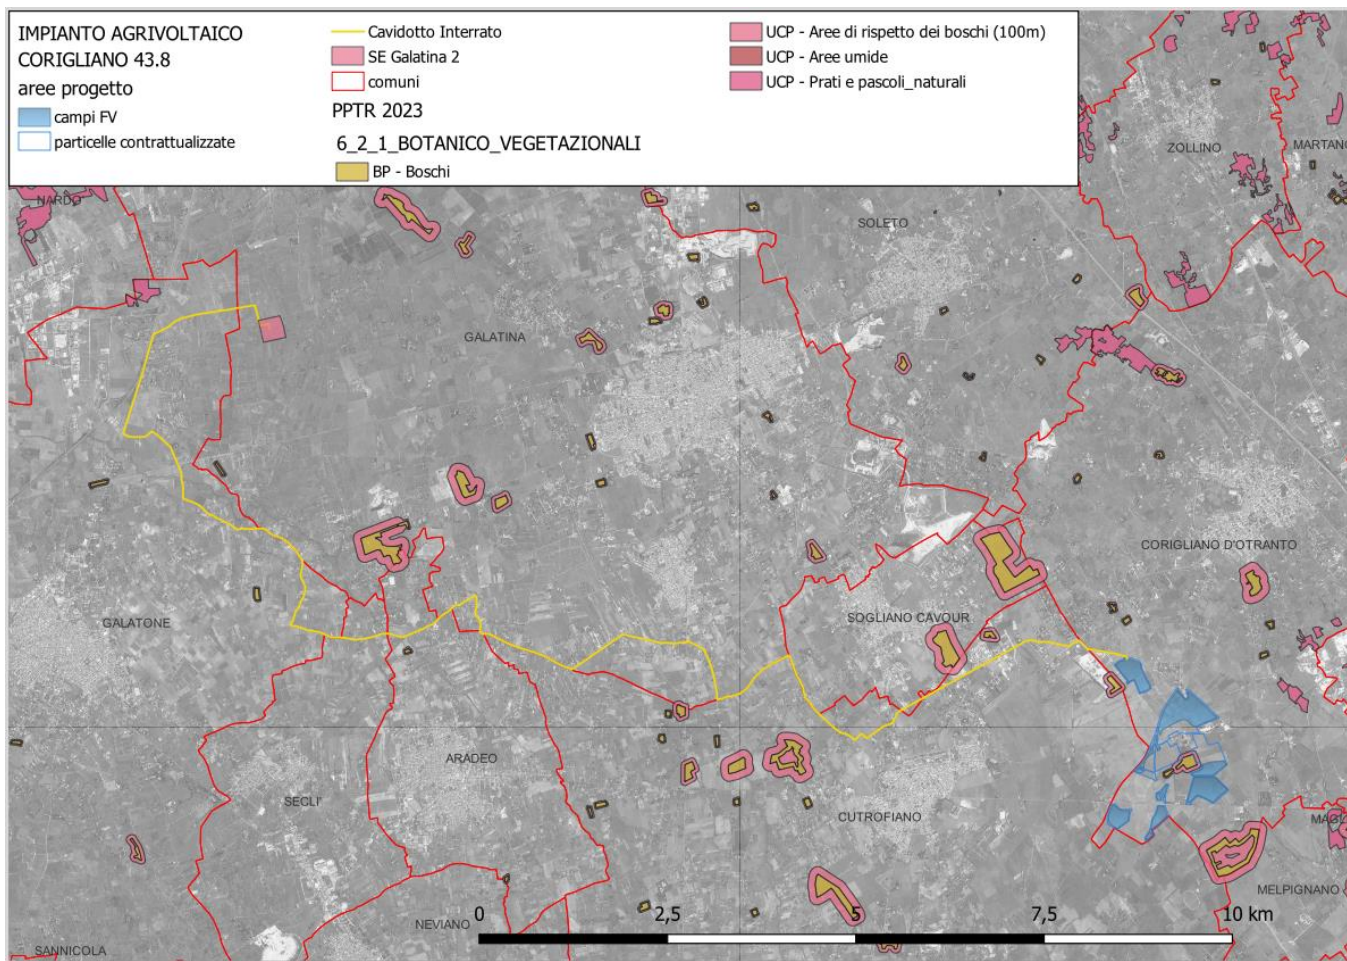 IMPIANTO AGRIVOLTAICO
CORIGLIANO 43.8
aree progetto
campi FV
particelle contrattualizzate
Cavidotto Interrato
SE Galatina 2
comuni
PPTR 2023
6_2_1_BOTANICO_VEGETAZIONALI
BP - Boschi
UCP - Aree di rispetto dei boschi (100m)
UCP - Aree umide
UCP - Prati e pascoli_naturali
ZOLLINO
MARTANO
NARDO'
SOLETO
GALATINA
CORIGLIANO D'OTRANTO
GALATONE
SOGLIANO CAVOUR
ARADEO
SECLI'
CUTROFIANO
MAGL
MELPIGNANO
NEVIANO
SANNICOLA
0 2,5 5 7,5 10 km